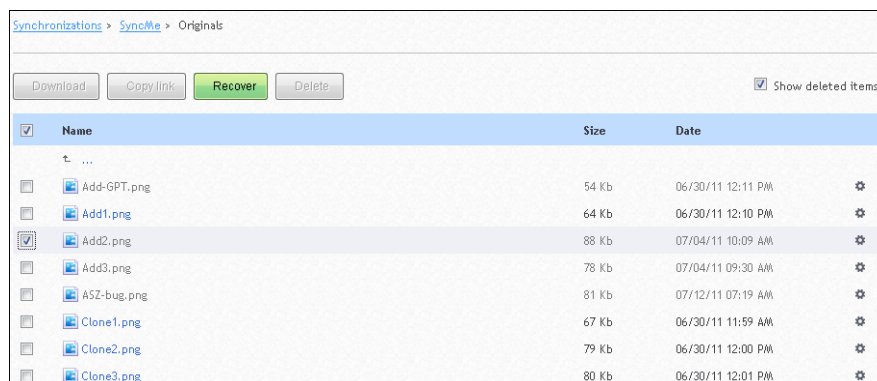 Synchronizations > SyncMe > Originals
Download Copy link Recover Delete Show deleted items
Name Size Date
...
Add-GPT.png 54 Kb 06/30/11 12:11 PM
Add1.png 64 Kb 06/30/11 12:10 PM
Add2.png 88 Kb 07/04/11 10:09 AM
Add3.png 78 Kb 07/04/11 09:30 AM
ASZ-bug.png 81 Kb 07/12/11 07:19 AM
Clone1.png 67 Kb 06/30/11 11:59 AM
Clone2.png 79 Kb 06/30/11 12:00 PM
Clone3.png 80 Kb 06/30/11 12:01 PM